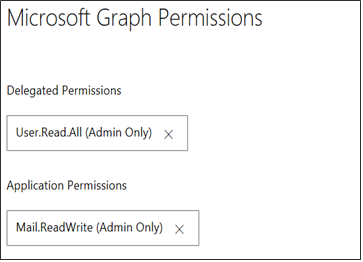 Microsoft Graph Permissions
Delegated Permissions
User.Read.All (Admin Only) ×
Application Permissions
Mail.ReadWrite (Admin Only) ×